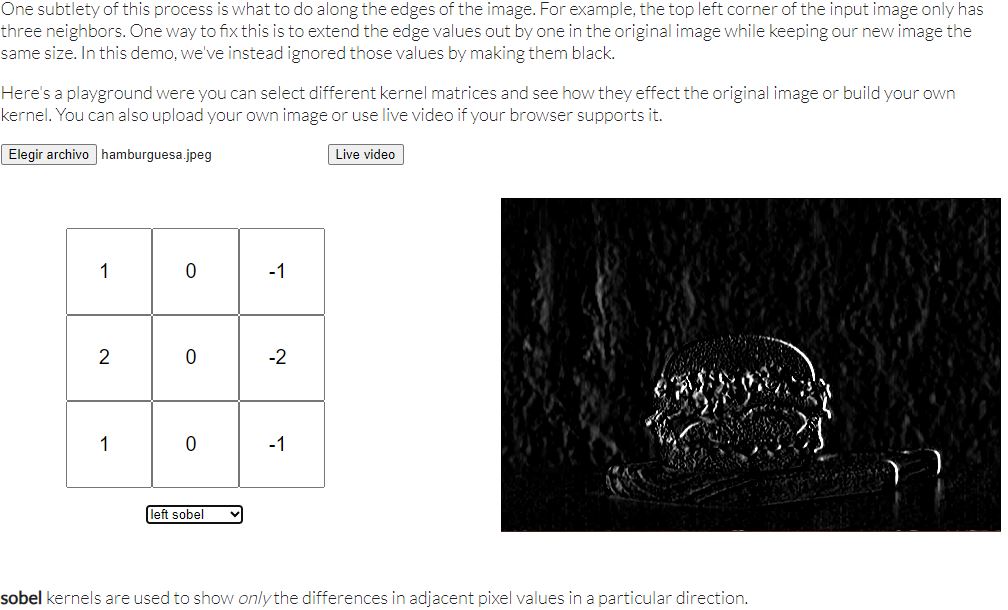 One subtlety of this process is what to do along the edges of the image. For example, the top left corner of the input image only has
three neighbors. One way to fix this is to extend the edge values out by one in the original image while keeping our new image the
same size. In this demo, we've instead ignored those values by making them black.
Here's a playground were you can select different kernel matrices and see how they effect the original image or build your own
kernel. You can also upload your own image or use live video if your browser supports it.
Elegir archivo hamburguesa.jpeg Live video
1 0 -1
2 0 -2
1 0 -1
left sobel
sobel kernels are used to show only the differences in adjacent pixel values in a particular direction.